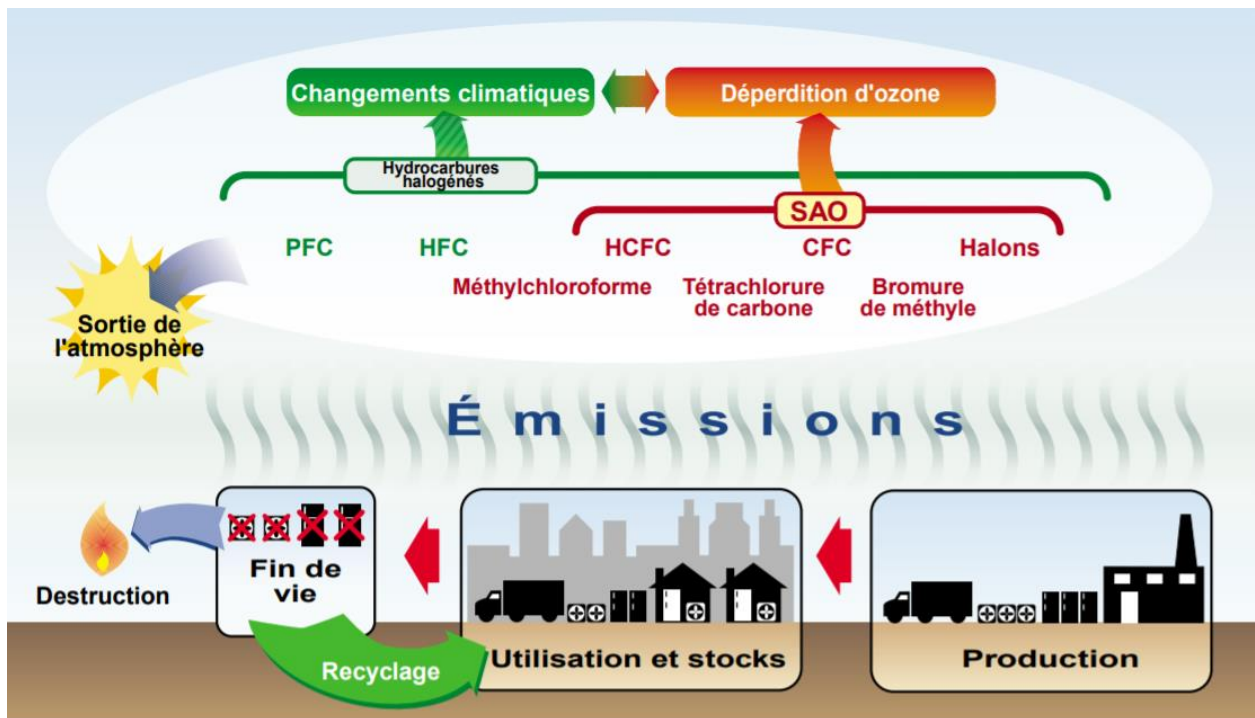 Changements climatiques
Déperdition d'ozone
Hydrocarbures
halogénés
SAO
PFC
HFC
HCFC
CFC
Halons
Méthylchloroforme
Tétrachlorure
de carbone
Bromure
de méthyle
Sortie de
l'atmosphère
Émissions
Destruction
Fin de
vie
Recyclage
Utilisation et stocks
Production